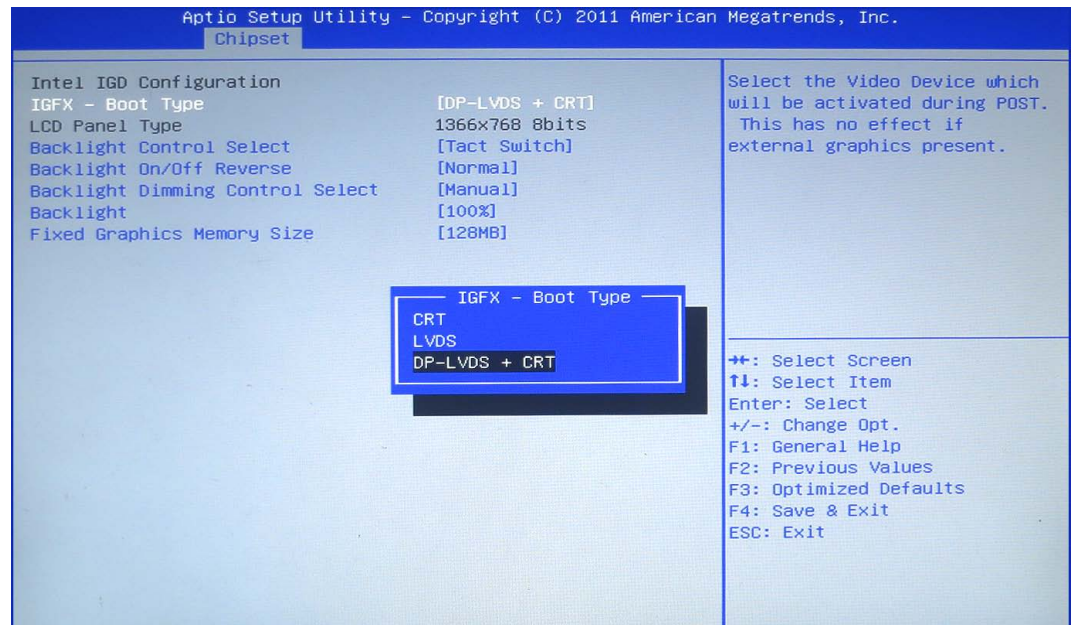 Aptio Setup Utility – Copyright (C) 2011 American Megatrends, Inc.
Chipset
Intel IGD Configuration
IGFX – Boot Type [DP-LVDS + CRT]
LCD Panel Type 1366x768 8bits
Backlight Control Select [Tact Switch]
Backlight On/Off Reverse [Normal]
Backlight Dimming Control Select [Manual]
Backlight [100%]
Fixed Graphics Memory Size [128MB]
IGFX – Boot Type
CRT
LVDS
DP-LVDS + CRT
Select the Video Device which
will be activated during POST.
This has no effect if
external graphics present.
→←: Select Screen
↑↓: Select Item
Enter: Select
+/-: Change Opt.
F1: General Help
F2: Previous Values
F3: Optimized Defaults
F4: Save & Exit
ESC: Exit